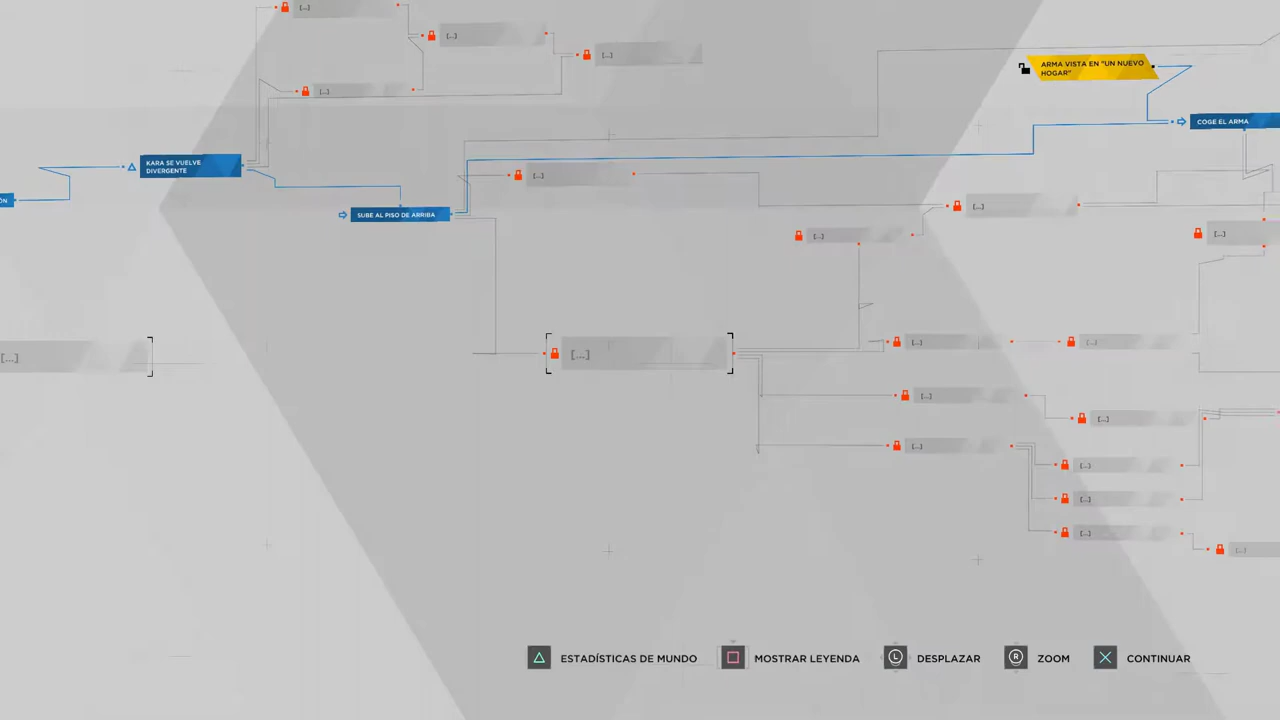 [...]
[...]
[...]
[...]
ARMA VISTA EN "UN NUEVO
HOGAR"
COGE EL ARMA
KARA SE VUELVE
DIVERGENTE
[...]
ÓN
SUBE AL PISO DE ARRIBA
[...]
[...]
[...]
[...]
[...]
[...]
[...]
[...]
[...]
[...]
[...]
[...]
[...]
[...]
ESTADÍSTICAS DE MUNDO
MOSTRAR LEYENDA
L
DESPLAZAR
R
ZOOM
CONTINUAR